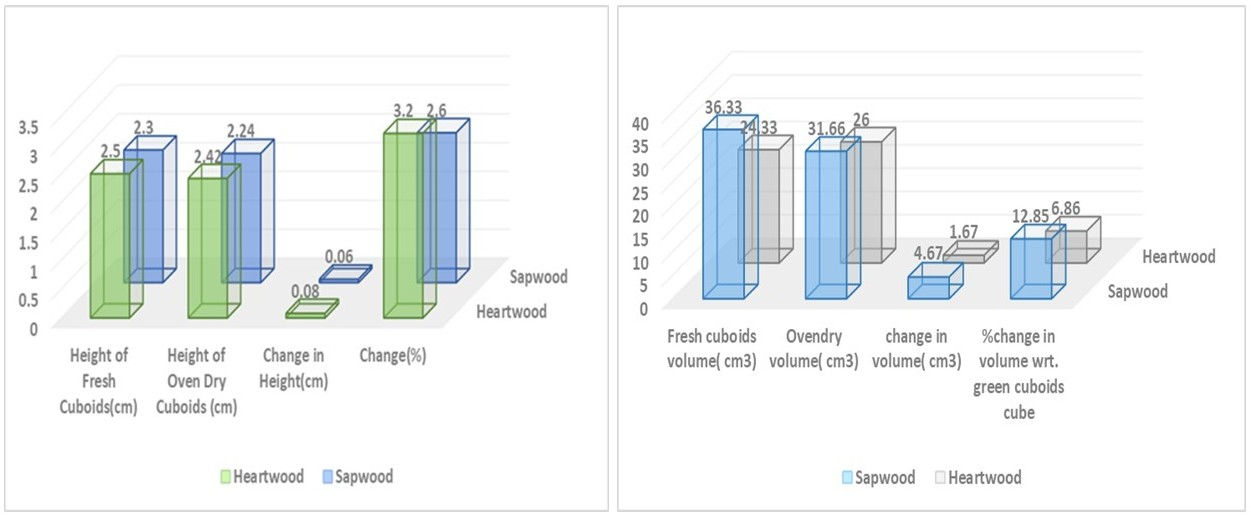 3.5
3
2.5
2
1.5
1
0.5
0
2.5
2.3
2.42
2.24
0.08
0.06
3.2
2.6
Sapwood
Heartwood
Height of
Fresh
Cuboids(cm)
Height of
Oven Dry
Cuboids (cm)
Change in
Height(cm)
Change(%)
Heartwood
Sapwood
40
35
30
25
20
15
10
5
0
36.33
24.33
31.66
26
4.67
1.67
12.85
6.86
Heartwood
Sapwood
Fresh cuboids
volume( cm3)
Ovendry
volume( cm3)
change in
volume( cm3)
%change in
volume wrt.
green cuboids
cube
Sapwood
Heartwood